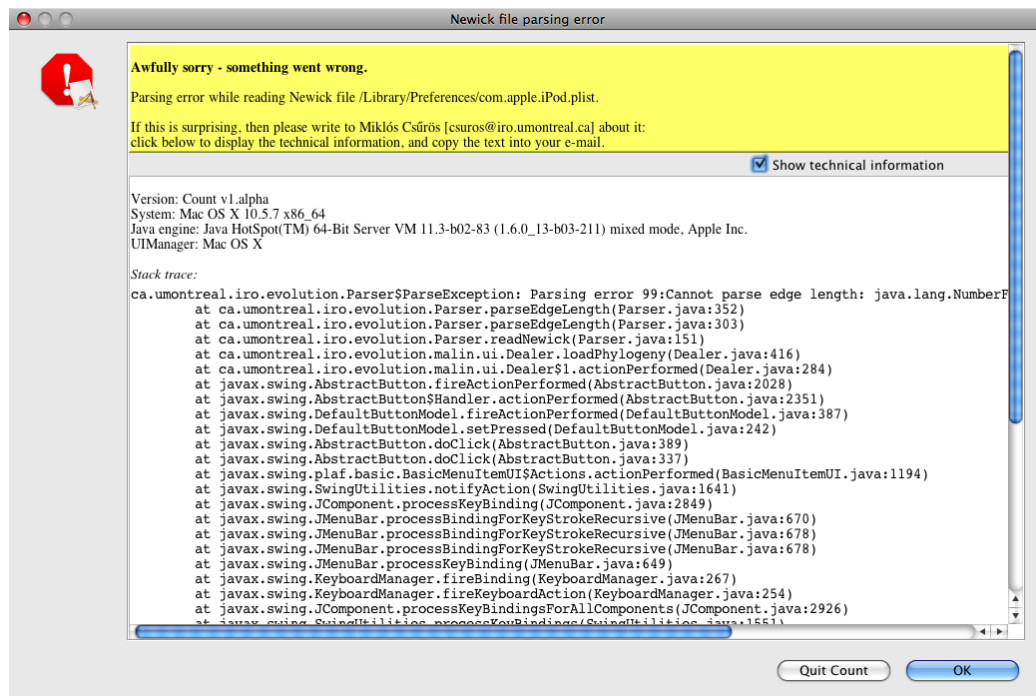 Newick file parsing error
Awfully sorry - something went wrong.
Parsing error while reading Newick file /Library/Preferences/com.apple.iPod.plist.
If this is surprising, then please write to Miklós Csűrös [csuros@iro.umontreal.ca] about it:
click below to display the technical information, and copy the text into your e-mail.
Show technical information
Version: Count v1.alpha
System: Mac OS X 10.5.7 x86_64
Java engine: Java HotSpot(TM) 64-Bit Server VM 11.3-b02-83 (1.6.0_13-b03-211) mixed mode, Apple Inc.
UIManager: Mac OS X
Stack trace:
ca.umontreal.iro.evolution.Parser$ParseException: Parsing error 99:Cannot parse edge length: java.lang.NumberF
at ca.umontreal.iro.evolution.Parser.parseEdgeLength(Parser.java:352)
at ca.umontreal.iro.evolution.Parser.parseEdgeLength(Parser.java:303)
at ca.umontreal.iro.evolution.Parser.readNewick(Parser.java:151)
at ca.umontreal.iro.evolution.malin.ui.Dealer.loadPhylogeny(Dealer.java:416)
at ca.umontreal.iro.evolution.malin.ui.Dealer$1.actionPerformed(Dealer.java:284)
at javax.swing.AbstractButton.fireActionPerformed(AbstractButton.java:2028)
at javax.swing.AbstractButton$Handler.actionPerformed(AbstractButton.java:2351)
at javax.swing.DefaultButtonModel.fireActionPerformed(DefaultButtonModel.java:387)
at javax.swing.DefaultButtonModel.setPressed(DefaultButtonModel.java:242)
at javax.swing.AbstractButton.doClick(AbstractButton.java:389)
at javax.swing.AbstractButton.doClick(AbstractButton.java:337)
at javax.swing.plaf.basic.BasicMenuItemUI$Actions.actionPerformed(BasicMenuItemUI.java:1194)
at javax.swing.SwingUtilities.notifyAction(SwingUtilities.java:1641)
at javax.swing.JComponent.processKeyBinding(JComponent.java:2849)
at javax.swing.JMenuBar.processBindingForKeyStrokeRecursive(JMenuBar.java:670)
at javax.swing.JMenuBar.processBindingForKeyStrokeRecursive(JMenuBar.java:678)
at javax.swing.JMenuBar.processBindingForKeyStrokeRecursive(JMenuBar.java:678)
at javax.swing.JMenuBar.processKeyBinding(JMenuBar.java:649)
at javax.swing.KeyboardManager.fireBinding(KeyboardManager.java:267)
at javax.swing.KeyboardManager.fireKeyboardAction(KeyboardManager.java:254)
at javax.swing.JComponent.processKeyBindingsForAllComponents(JComponent.java:2926)
at javax.swing.SwingUtilities.processKeyBindings(SwingUtilities.java:1551)
Quit Count
OK